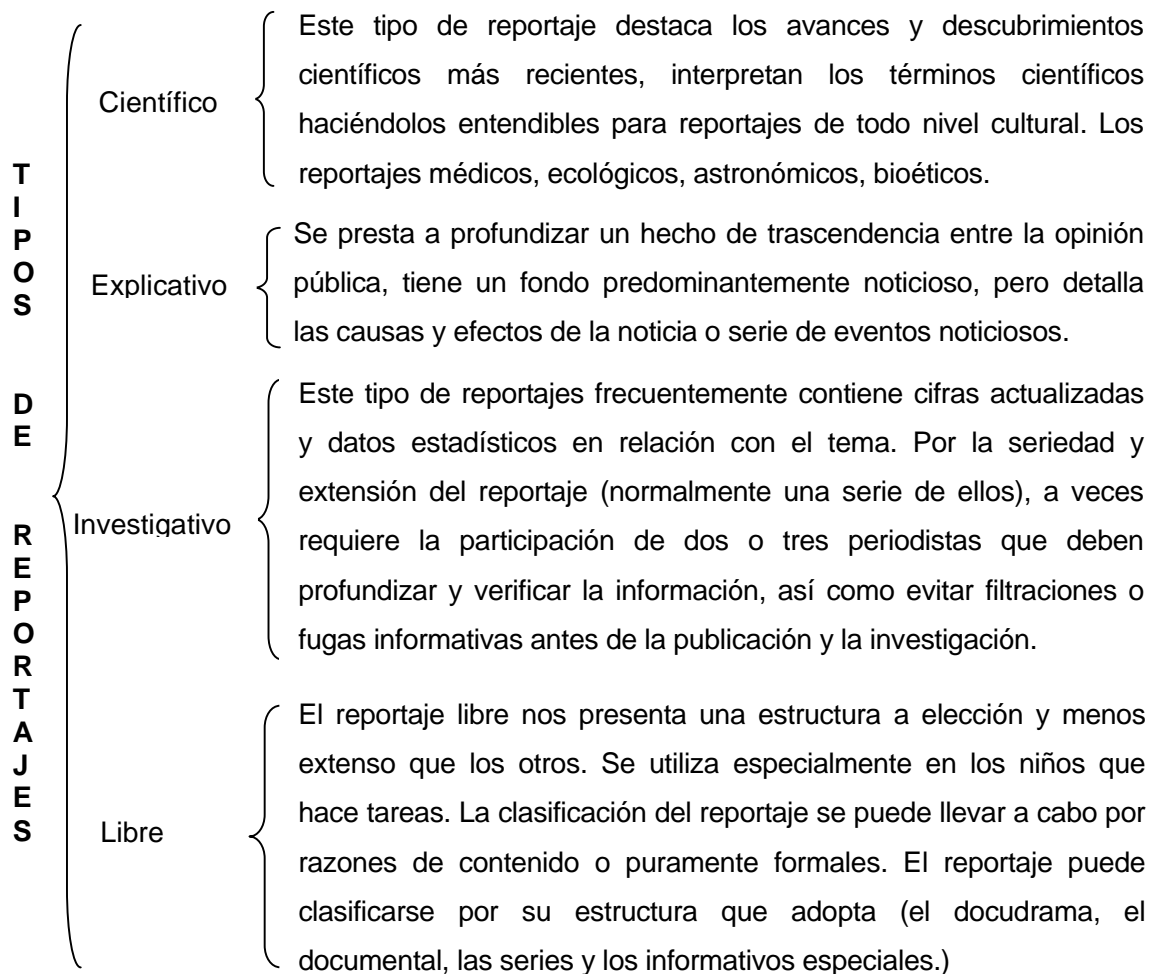 TIPOS DE REPORTAJES
Científico
Este tipo de reportaje destaca los avances y descubrimientos
científicos más recientes, interpretan los términos científicos
haciéndolos entendibles para reportajes de todo nivel cultural. Los
reportajes médicos, ecológicos, astronómicos, bioéticos.
Explicativo
Se presta a profundizar un hecho de trascendencia entre la opinión
pública, tiene un fondo predominantemente noticioso, pero detalla
las causas y efectos de la noticia o serie de eventos noticiosos.
Investigativo
Este tipo de reportajes frecuentemente contiene cifras actualizadas
y datos estadísticos en relación con el tema. Por la seriedad y
extensión del reportaje (normalmente una serie de ellos), a veces
requiere la participación de dos o tres periodistas que deben
profundizar y verificar la información, así como evitar filtraciones o
fugas informativas antes de la publicación y la investigación.
Libre
El reportaje libre nos presenta una estructura a elección y menos
extenso que los otros. Se utiliza especialmente en los niños que
hace tareas. La clasificación del reportaje se puede llevar a cabo por
razones de contenido o puramente formales. El reportaje puede
clasificarse por su estructura que adopta (el docudrama, el
documental, las series y los informativos especiales.)